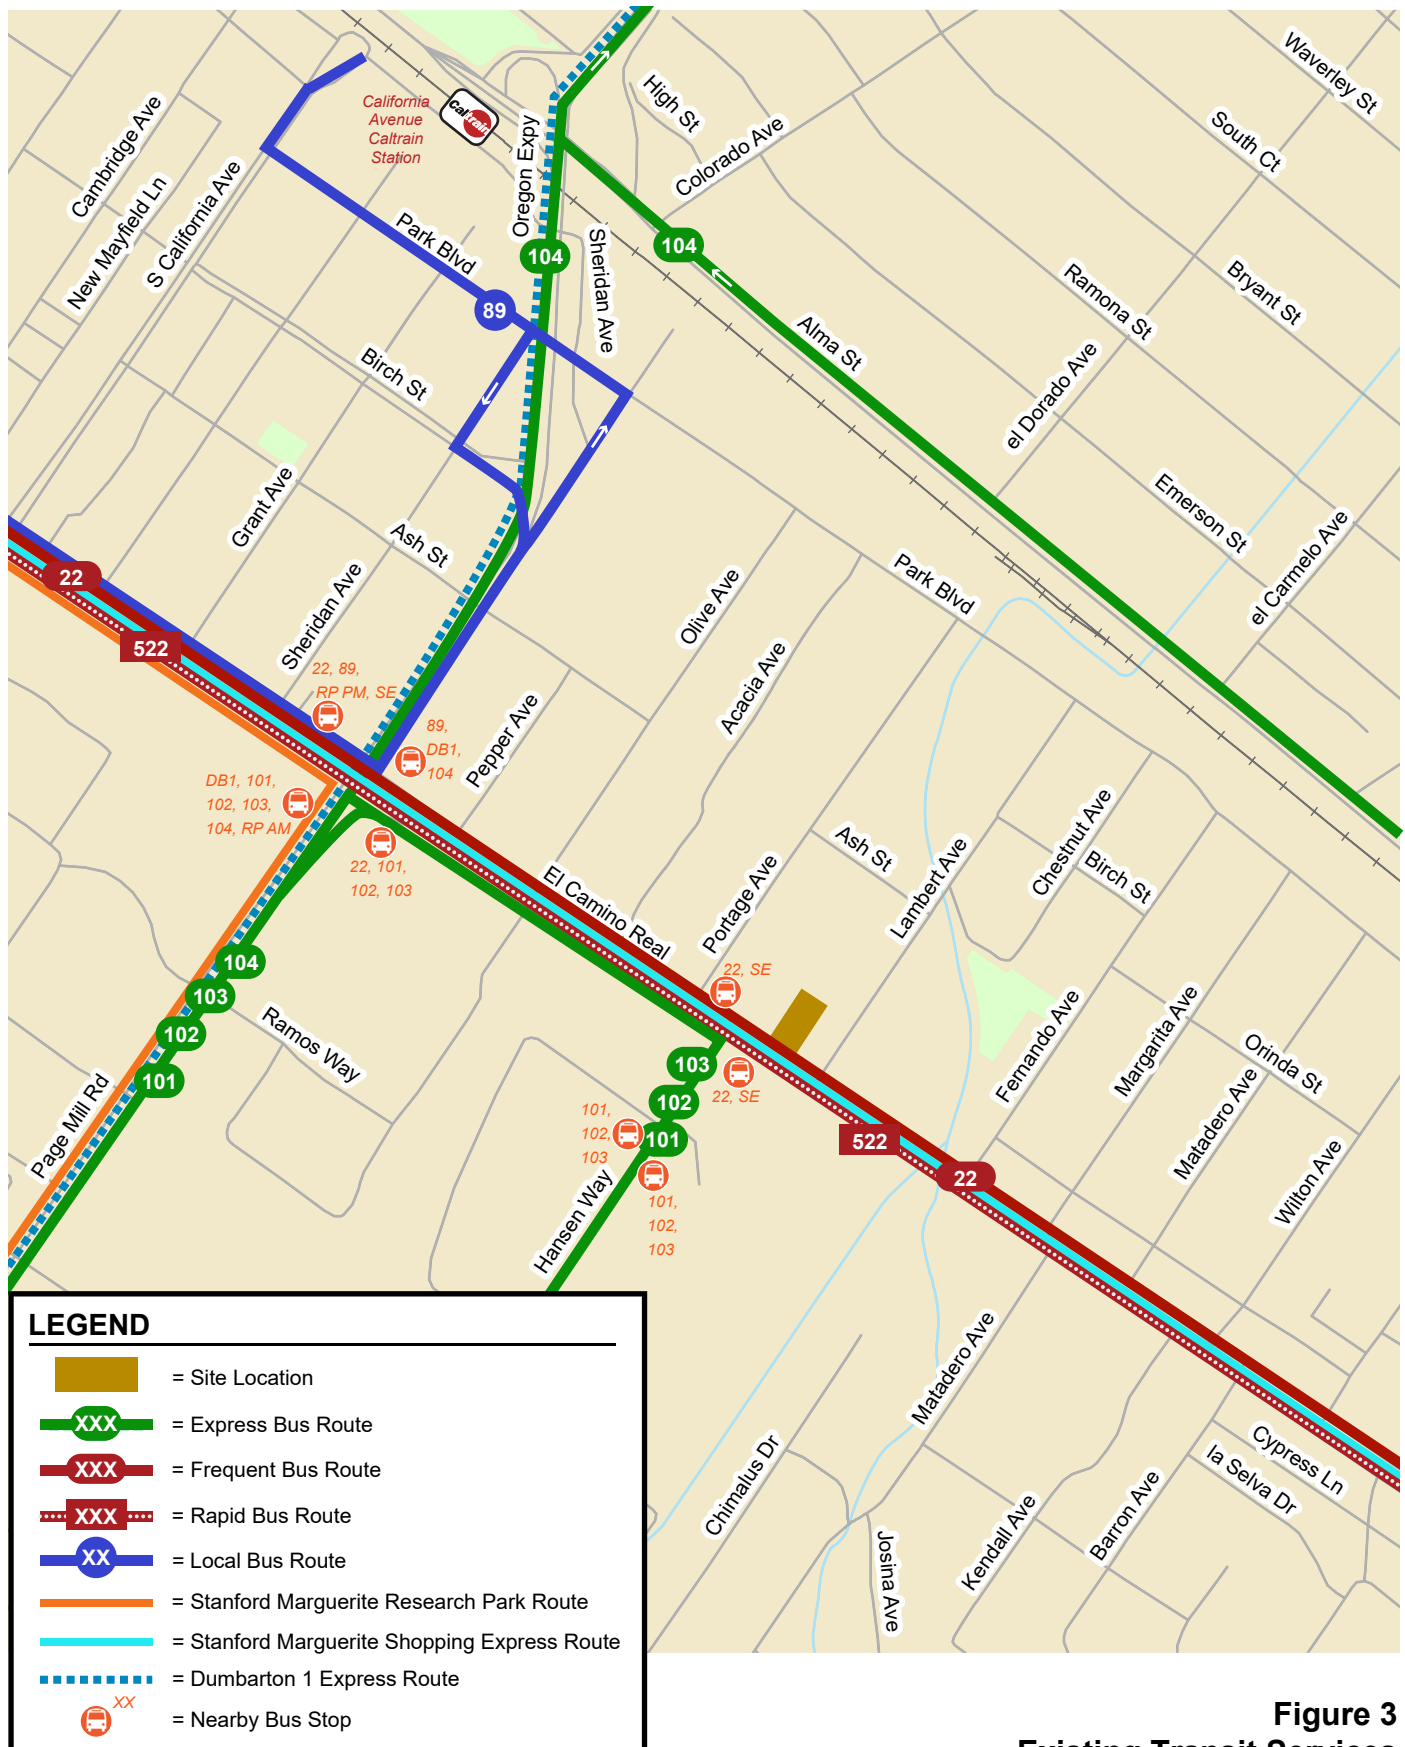 Waverley St
High St
South Ct
Colorado Ave
California
Avenue
Caltrain
Station
Caltrain
Oregon Expy
Cambridge Ave
New Mayfield Ln
S California Ave
Park Blvd
Sheridan Ave
104
104
89
Bryant St
Ramona St
Alma St
el Dorado Ave
Birch St
Grant Ave
Ash St
Emerson St
el Carmelo Ave
Park Blvd
Olive Ave
Sheridan Ave
22
522
Acacia Ave
Pepper Ave
22, 89,
RP PM, SE
89,
DB1,
104
DB1, 101,
102, 103,
104, RP AM
22, 101,
102, 103
El Camino Real
Portage Ave
Ash St
Lambert Ave
Chestnut Ave
Birch St
22, SE
104
103
102
101
Ramos Way
Page Mill Rd
Fernando Ave
Margarita Ave
Orinda St
Matadero Ave
Wilton Ave
103
102
101
22, SE
101,
102,
103
101,
102,
103
Hansen Way
522
22
Matadero Ave
Chimalus Dr
Josina Ave
Kendall Ave
Barron Ave
la Selva Dr
Cypress Ln
LEGEND
= Site Location
XXX = Express Bus Route
XXX = Frequent Bus Route
XXX = Rapid Bus Route
XX = Local Bus Route
= Stanford Marguerite Research Park Route
= Stanford Marguerite Shopping Express Route
= Dumbarton 1 Express Route
XX
= Nearby Bus Stop
Figure 3
Existing Transit Services